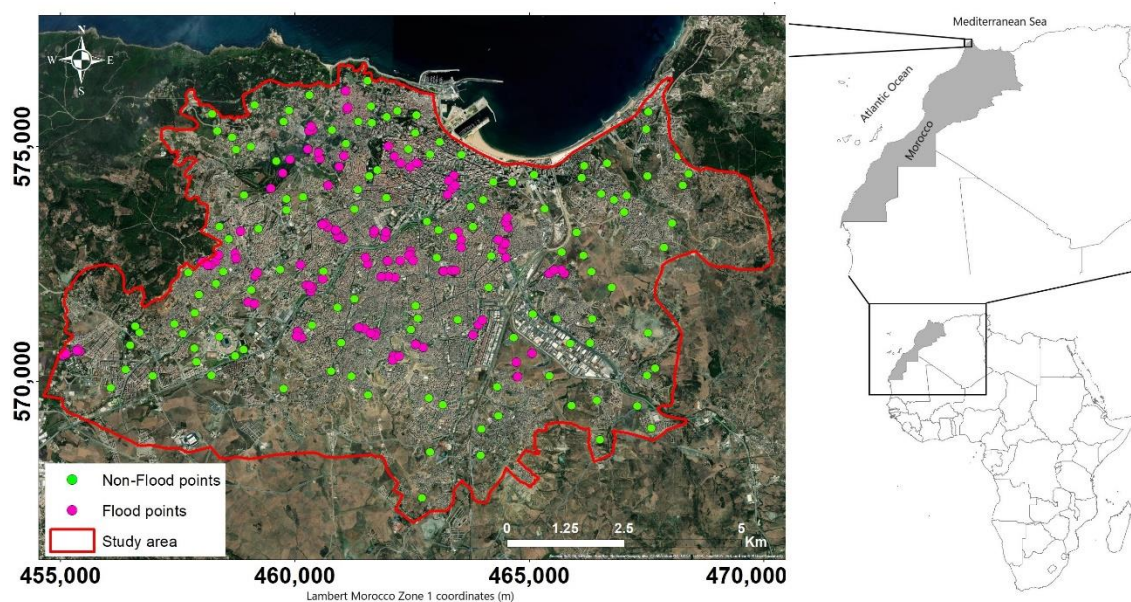 N
W E
S
575,000
570,000
Non-Flood points
Flood points
Study area
0 1.25 2.5 5
Km
455,000 460,000 465,000 470,000
Lambert Morocco Zone 1 coordinates (m)
Mediterranean Sea
Atlantic Ocean
Morocco